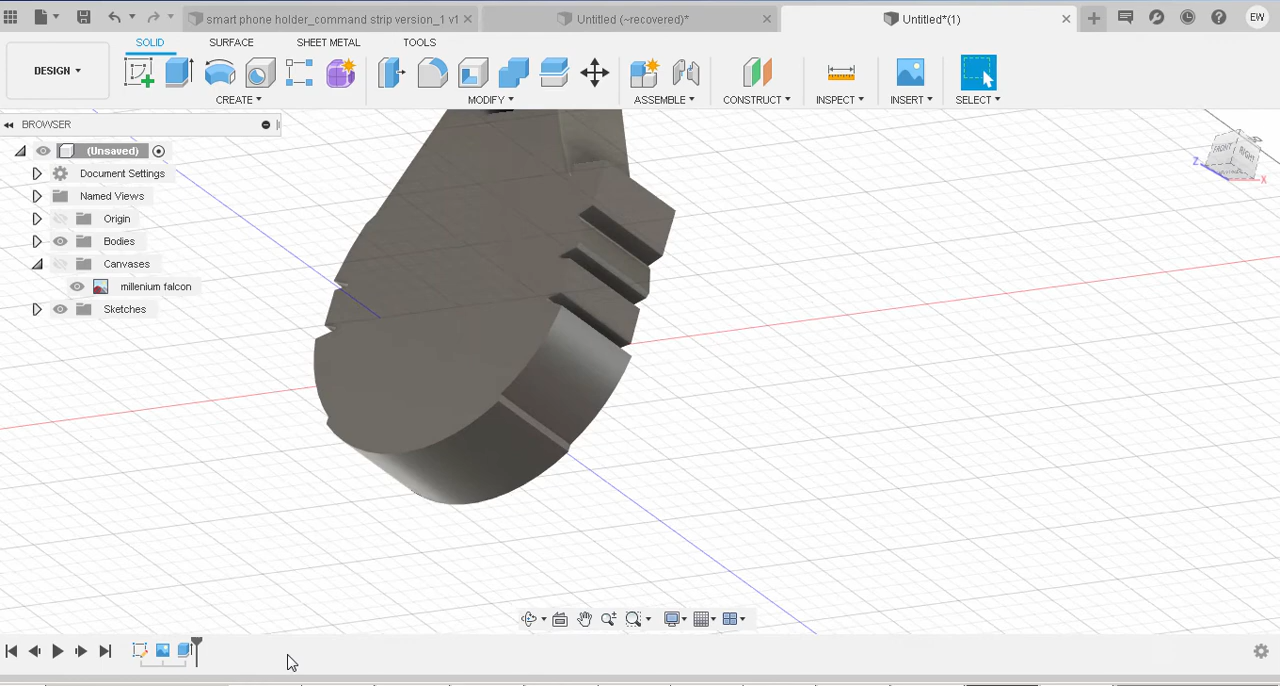 smart phone holder_command strip version_1 v1
Untitled (~recovered)*
Untitled*(1)
EW
DESIGN
SOLID
SURFACE
SHEET METAL
TOOLS
CREATE
MODIFY
ASSEMBLE
CONSTRUCT
INSPECT
INSERT
SELECT
BROWSER
(Unsaved)
Document Settings
Named Views
Origin
Bodies
Canvases
millenium falcon
Sketches
FRONT
RIGHT
Z
X